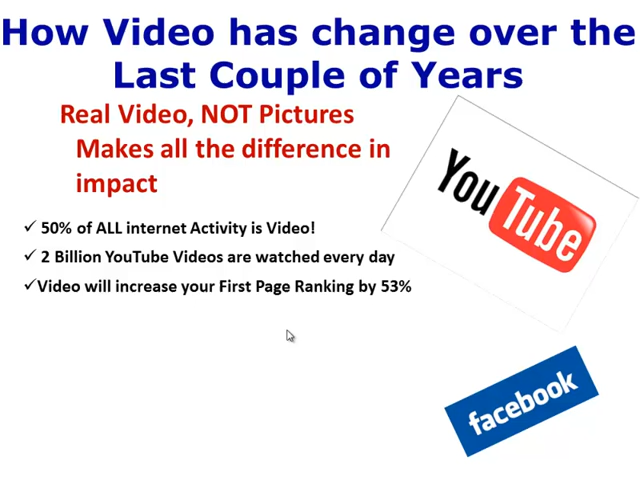 How Video has change over the
Last Couple of Years
Real Video, NOT Pictures
Makes all the difference in
impact
✓ 50% of ALL internet Activity is Video!
✓ 2 Billion YouTube Videos are watched every day
✓Video will increase your First Page Ranking by 53%
YouTube
facebook